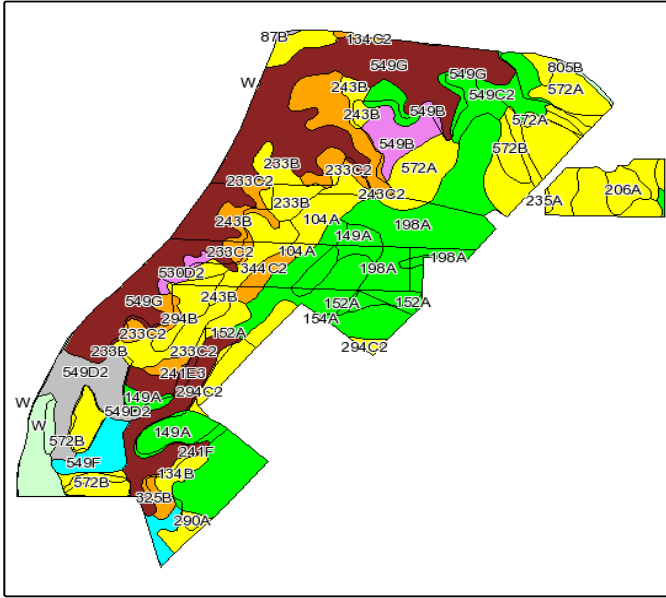 87B
134C2
549G
W
243B
549G
805B
549C2
572A
243B
549B
572A
549B
572B
233B
233C2
572A
233C2
243C2
206A
233B
235A
243B
104A
198A
149A
233C2
104A
198A
530D2
344C2
198A
549G
243B
152A
152A
294B
154A
233C2
152A
233B
233C2
294C2
549D2
241E3
149A
294C2
W
549D2
W
149A
572B
241F
549F
134B
572B
325B
290A